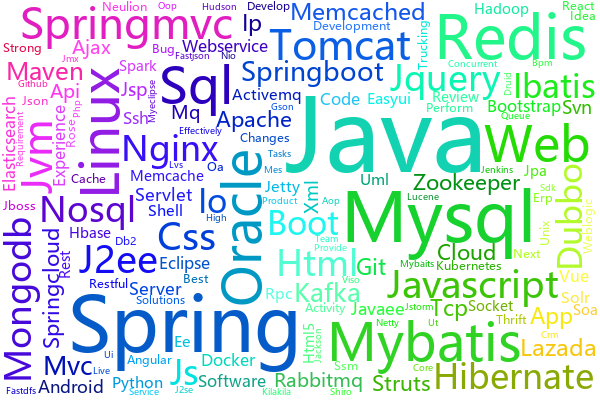 Neulion
Oop
Hudson
Develop
React
Springmvc
Ip
Memcached
Hadoop
Idea
Strong
Ajax
Bug
Webservice
Development
Trucking
Concurrent
Bpm
Redis
Maven
Jmx
Fastjson
Nio
Tomcat
Github
Api
Spark
Sql
Springboot
Jquery
Druid
Ibatis
Json
Jsp
Myeclipse
Gson
Activemq
Code
Easyui
Review
Bootstrap
Svn
Elasticsearch
Requirement
Jvm
Experience
Rose
Php
Linux
Ssh
Effectively
Mq
Apache
Perform
Queue
Java
Web
Nginx
Changes
Cache
Lvs
Oa
Tasks
Memcache
Mes
Uml
Jenkins
Jpa
Sdk
Jboss
Nosql
Servlet
Shell
Io
High
Jetty
Product
Aop
Xml
Zookeeper
Lucene
Erp
Weblogic
Dubbo
Mongodb
Springcloud
Rest
Hbase
Db2
Css
Oracle
Boot
Team
Provide
Mysql
Cloud
Unix
J2ee
Eclipse
Html
Viso
Git
Mybaits
Kubernetes
Next
Restful
Server
Best
Solutions
Rpc
Kafka
Javascript
Vue
Spring
Activity
Javaee
Jstorm
Tcp
Socket
Solr
Soa
Ee
Html5
Jackson
Netty
Ut
Thrift
App
Mvc
Ui
Angular
Docker
Mybatis
Cim
Lazada
Live
Js
Ssm
Core
Fastdfs
Android
Python
Software
Rabbitmq
Struts
Hibernate
Service
J2se
Kilakila
Shiro